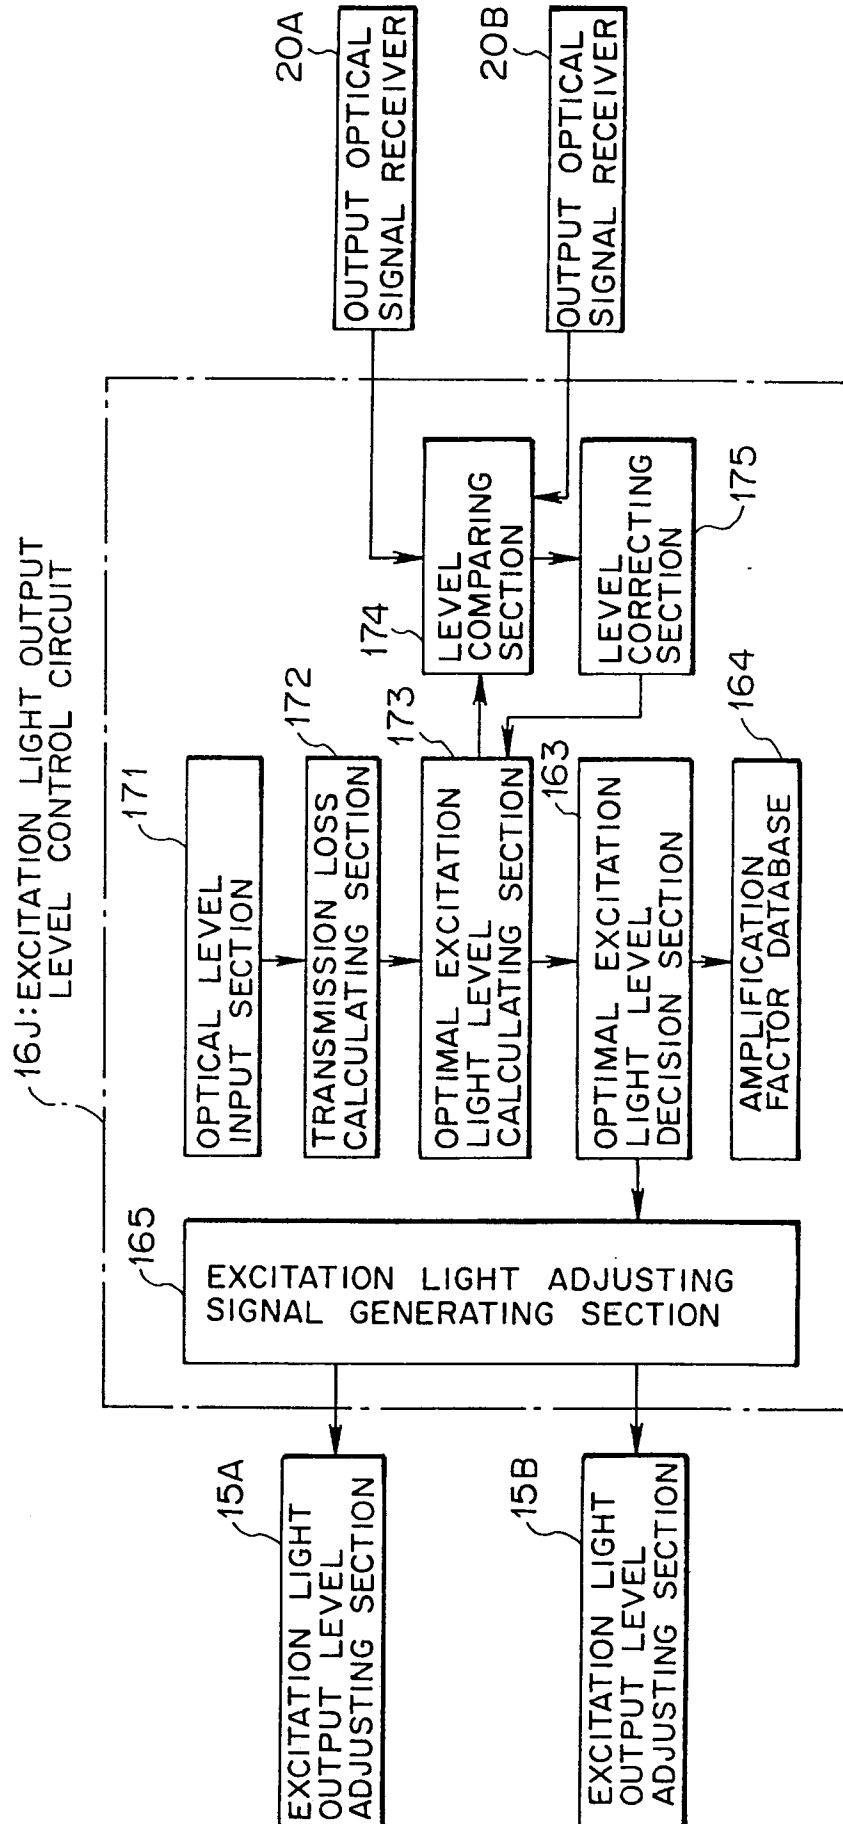 16J:EXCITATION LIGHT OUTPUT
LEVEL CONTROL CIRCUIT
20A
OUTPUT OPTICAL
SIGNAL RECEIVER
20B
OUTPUT OPTICAL
SIGNAL RECEIVER
171
OPTICAL LEVEL
INPUT SECTION
172
TRANSMISSION LOSS
CALCULATING SECTION
173
OPTIMAL EXCITATION
LIGHT LEVEL
CALCULATING SECTION
174
LEVEL
COMPARING
SECTION
175
LEVEL
CORRECTING
SECTION
163
OPTIMAL EXCITATION
LIGHT LEVEL
DECISION SECTION
164
AMPLIFICATION
FACTOR DATABASE
165
EXCITATION LIGHT ADJUSTING
SIGNAL GENERATING SECTION
15A
EXCITATION LIGHT
OUTPUT LEVEL
ADJUSTING SECTION
15B
EXCITATION LIGHT
OUTPUT LEVEL
ADJUSTING SECTION